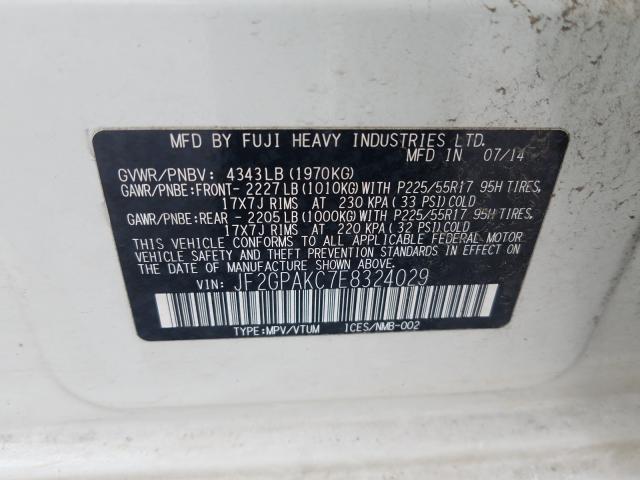 MFD BY FUJI HEAVY INDUSTRIES LTD.
MFD IN 07/14
GVWR/PNBV: 4343LB (1970KG)
GAWR/PNBE:FRONT- 2227LB (1010KG) WITH P225/55R17 95H TIRES,
17X7J RIMS AT 230 KPA (33 PSI) COLD
GAWR/PNBE:REAR - 2205LB (1000KG) WITH P225/55R17 95H TIRES,
17X7J RIMS AT 220 KPA (32 PSI) COLD
THIS VEHICLE CONFORMS TO ALL APPLICABLE FEDERAL MOTOR
VEHICLE SAFETY AND THEFT PREVENTION STANDARDS IN EFFECT
ON THE DATE OF MANUFACTURE SHOWN ABOVE.
VIN: JF2GPAKC7E8324029
TYPE:MPV/VTUM ICES/NMB-002